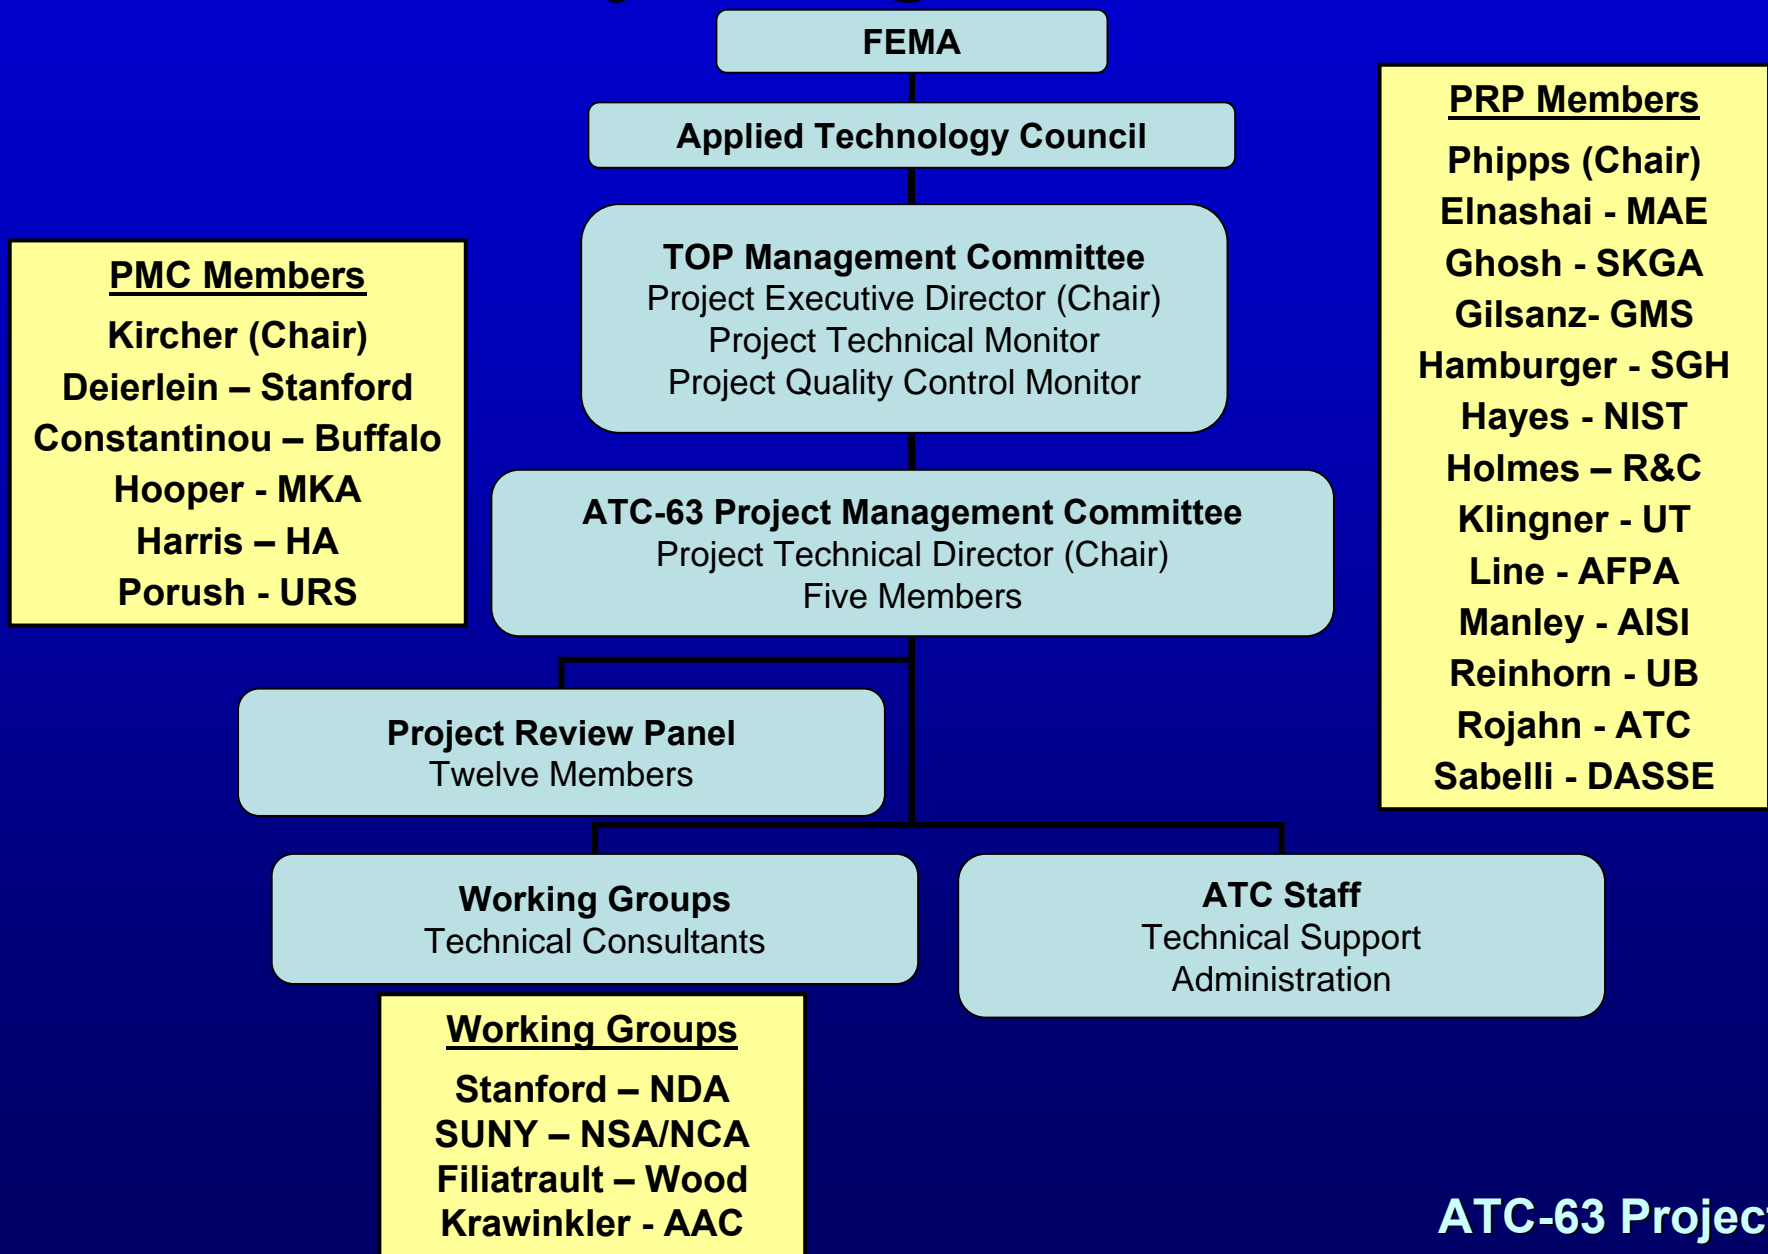 FEMA
Applied Technology Council
TOP Management Committee
Project Executive Director (Chair)
Project Technical Monitor
Project Quality Control Monitor
PMC Members
Kircher (Chair)
Deierlein – Stanford
Constantinou – Buffalo
Hooper - MKA
Harris – HA
Porush - URS
PRP Members
Phipps (Chair)
Elnashai - MAE
Ghosh - SKGA
Gilsanz- GMS
Hamburger - SGH
Hayes - NIST
Holmes – R&C
Klingner - UT
Line - AFPA
Manley - AISI
Reinhorn - UB
Rojahn - ATC
Sabelli - DASSE
ATC-63 Project Management Committee
Project Technical Director (Chair)
Five Members
Project Review Panel
Twelve Members
Working Groups
Technical Consultants
ATC Staff
Technical Support
Administration
Working Groups
Stanford – NDA
SUNY – NSA/NCA
Filiatrault – Wood
Krawinkler - AAC
ATC-63 Project